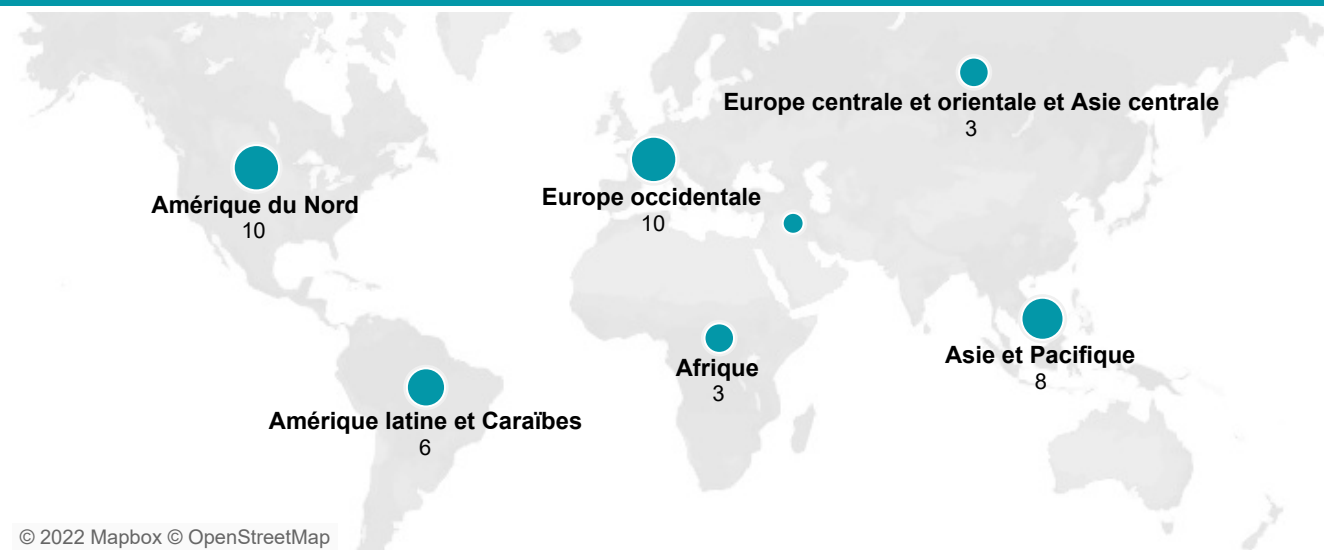 Europe centrale et orientale et Asie centrale
3
Amérique du Nord
10
Europe occidentale
10
Asie et Pacifique
8
Afrique
3
Amérique latine et Caraïbes
6
© 2022 Mapbox © OpenStreetMap